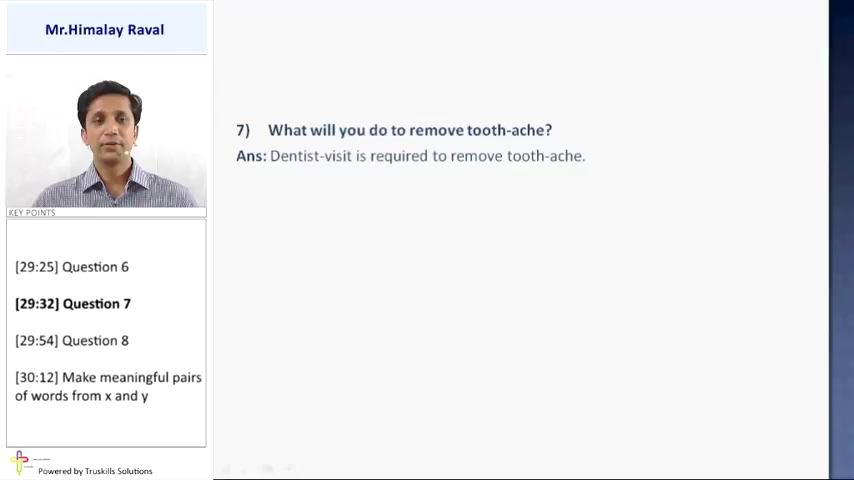 Mr.Himalay Raval
7) What will you do to remove tooth-ache?
Ans: Dentist-visit is required to remove tooth-ache.
KEY POINTS
[29:25] Question 6
[29:32] Question 7
[29:54] Question 8
[30:12] Make meaningful pairs
of words from x and y
Powered by Truskills Solutions